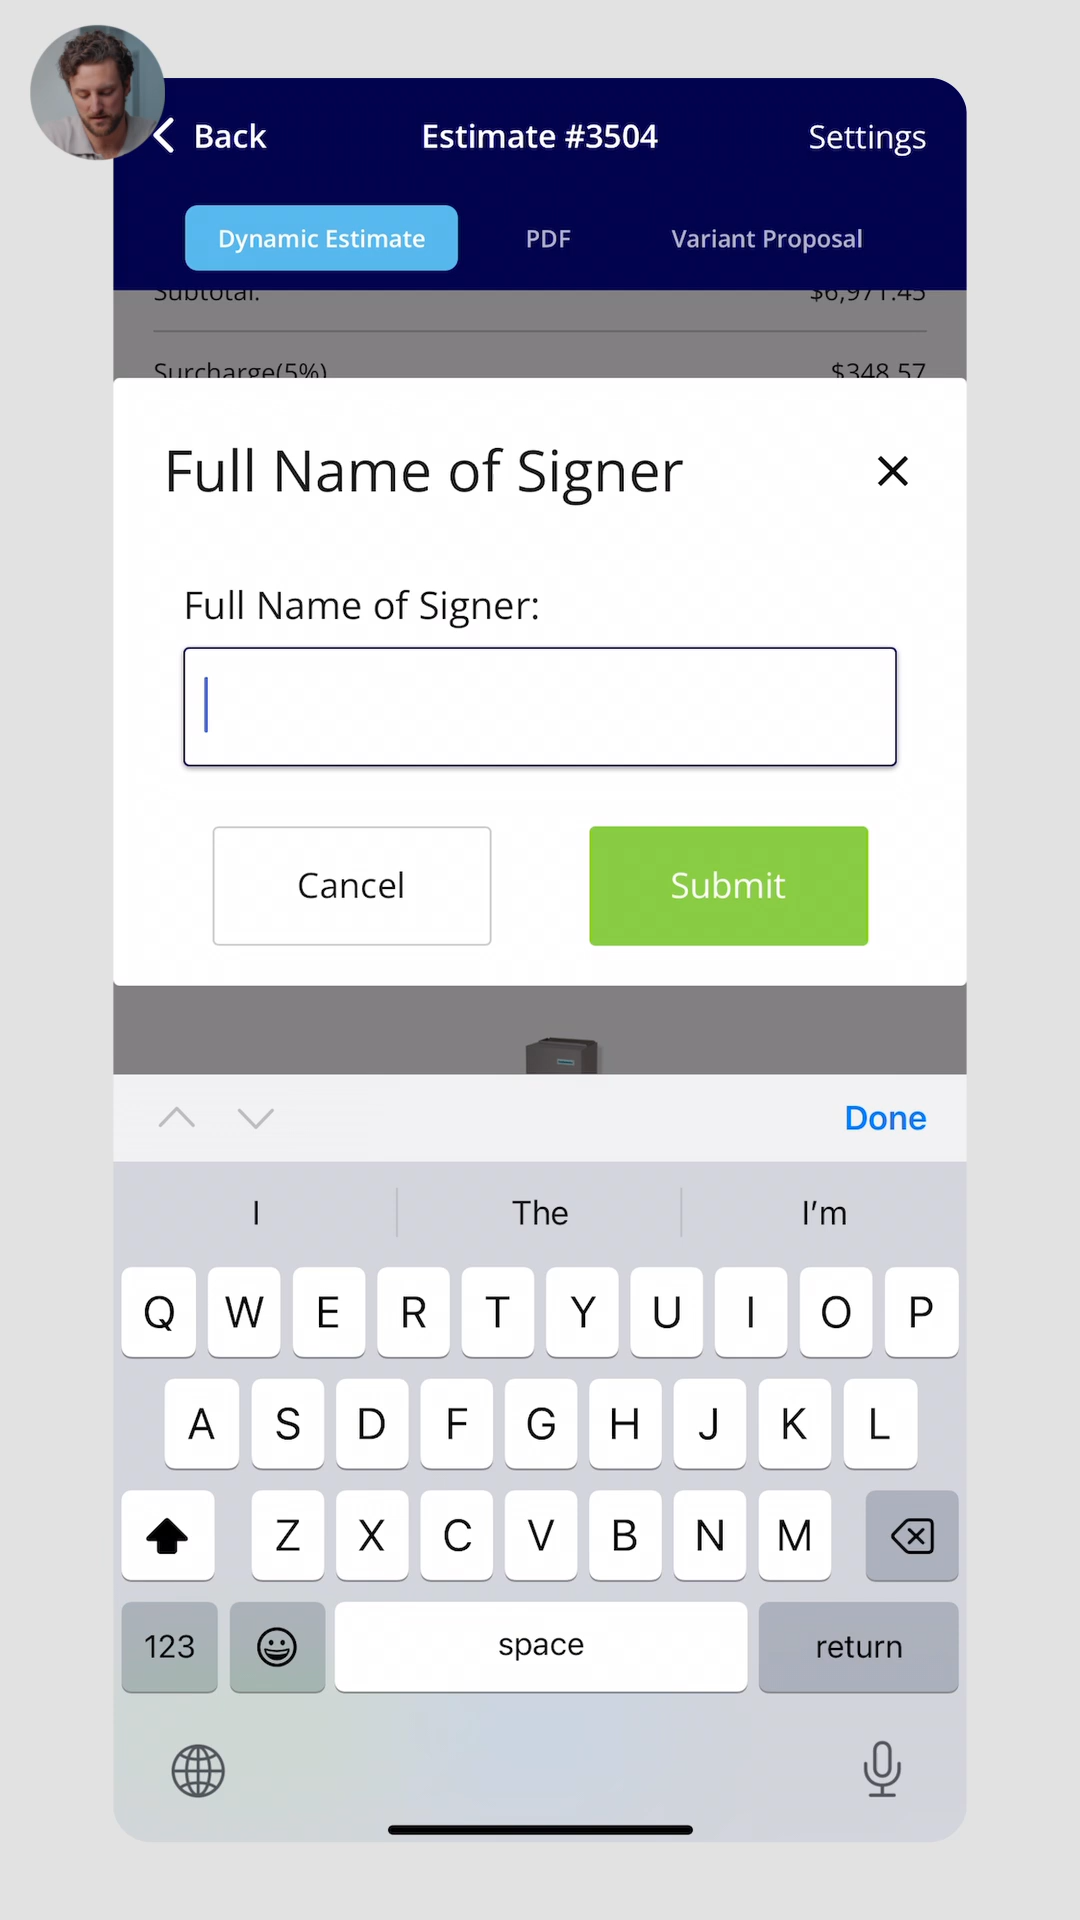 Back
Estimate #3504
Settings
Dynamic Estimate
PDF
Variant Proposal
Subtotal:
$6,971.45
Surcharge(5%)
$348.57
Full Name of Signer
Full Name of Signer:
Cancel
Submit
Done
I
The
I'm
Q W E R T Y U I O P
A S D F G H J K L
Z X C V B N M
123
space
return